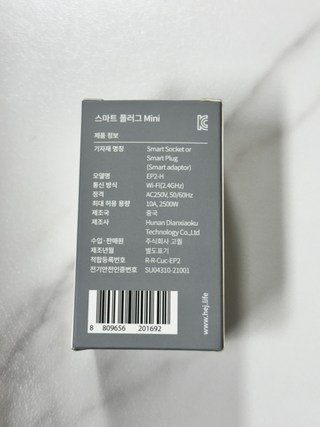 스마트 플러그 Mini
제품 정보
기자재 명칭 Smart Socket or
Smart Plug
(Smart adaptor)
모델명 EP2-H
통신 방식 Wi-Fi(2.4GHz)
정격 AC250V, 50/60Hz
최대 허용 용량 10A, 2500W
제조국 중국
제조사 Hunan Dianxiaoku
Technology Co.,Ltd
수입·판매원 주식회사 고퀄
제조년월 별도표기
적합등록번호 R-R-Cuc-EP2
전기안전인증번호 SU04310-21001
8 809656 201692
www.hej.life